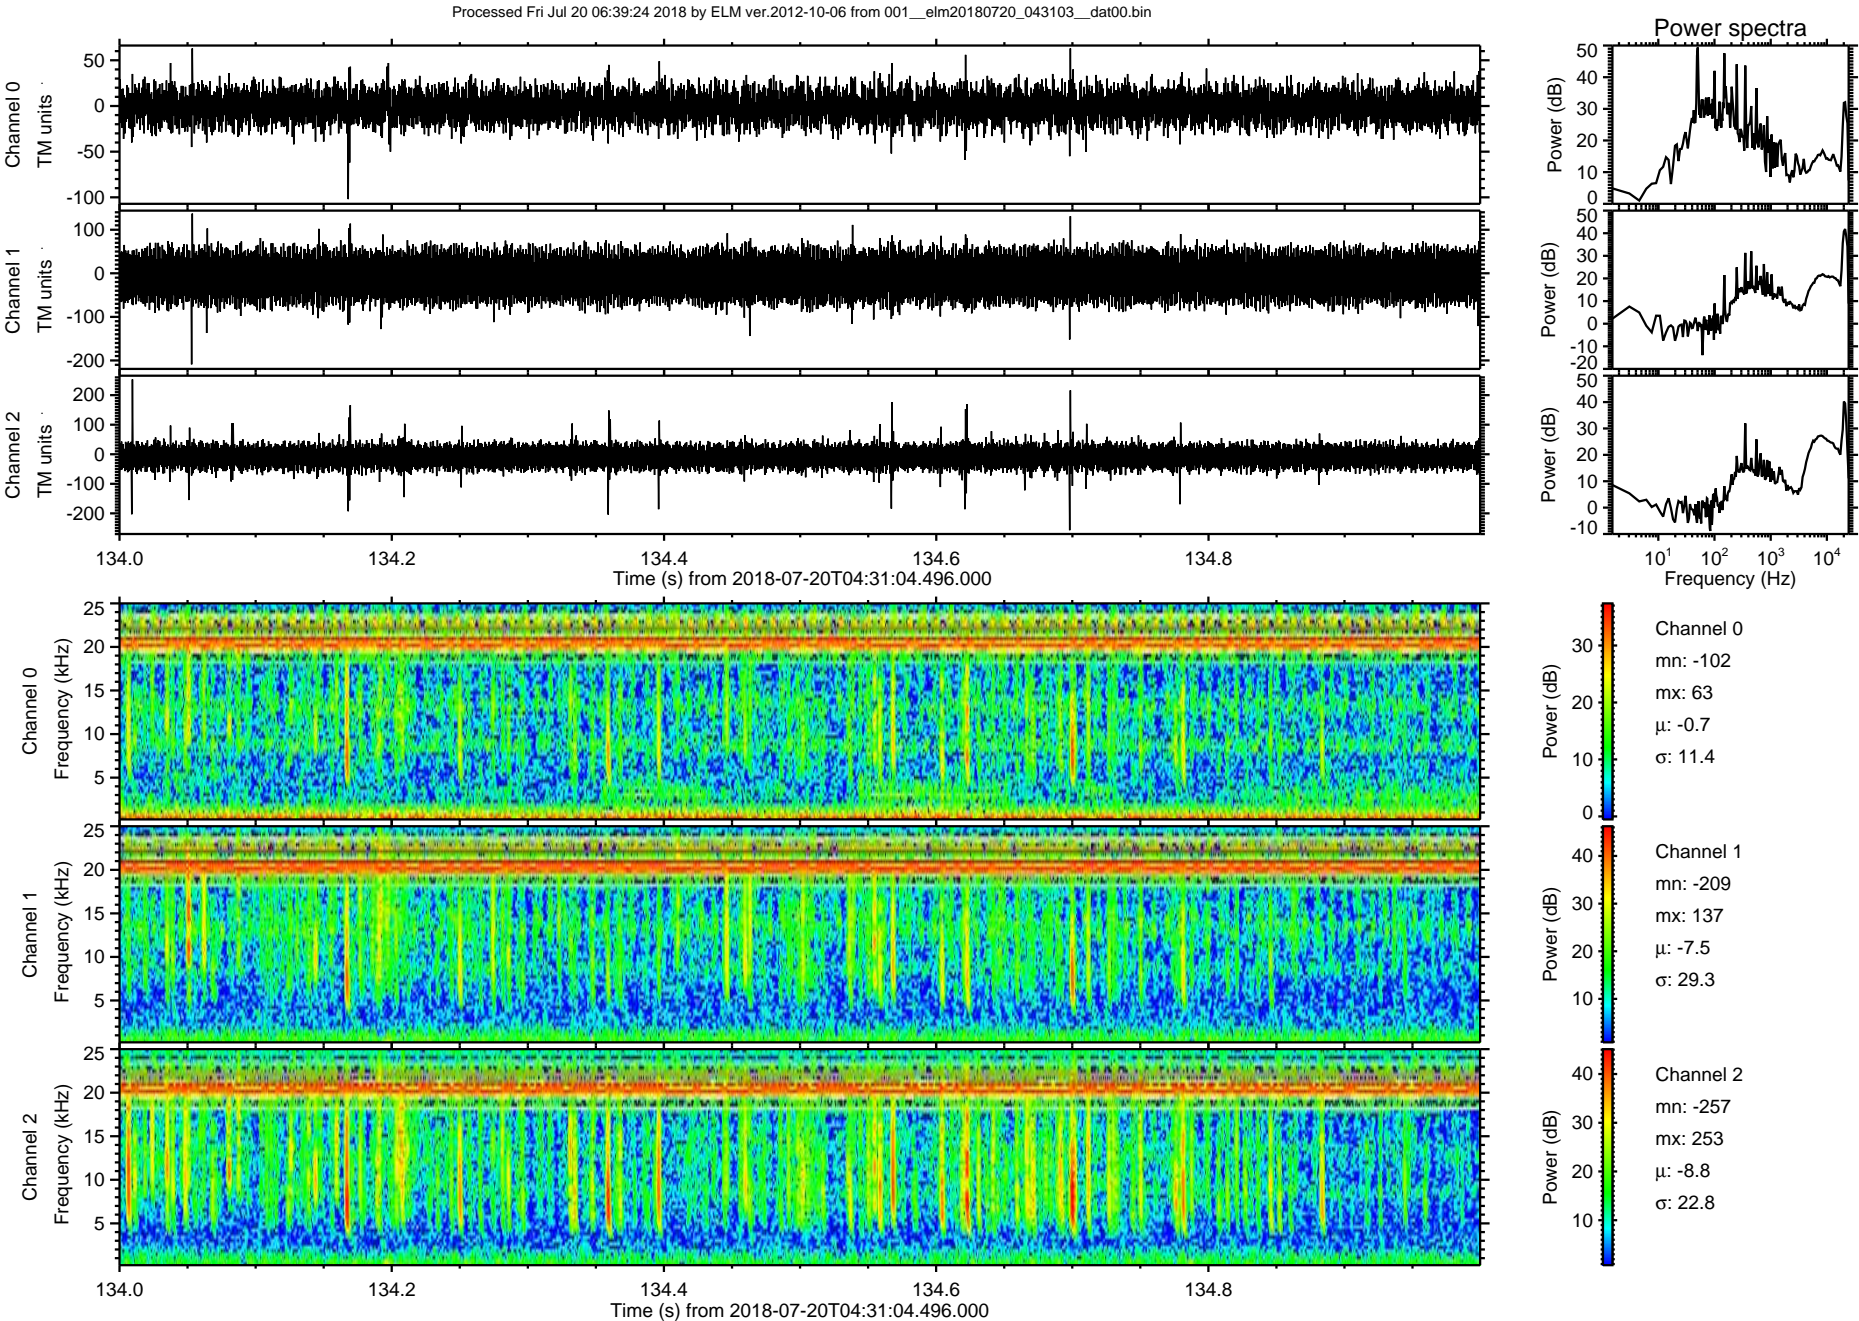 Processed Fri Jul 20 06:39:24 2018 by ELM ver.2012-10-06 from 001__elm20180720_043103__dat00.bin
Power spectra
Channel 0
TM units
50
0
-50
-100
Power (dB)
50
40
30
20
10
0
Channel 1
TM units
100
0
-100
-200
Power (dB)
50
40
30
20
10
0
-10
-20
Channel 2
TM units
200
100
0
-100
-200
Power (dB)
50
40
30
20
10
0
-10
134.0 134.2 134.4 134.6 134.8
Time (s) from 2018-07-20T04:31:04.496.000
10^1 10^2 10^3 10^4
Frequency (Hz)
Channel 0
Frequency (kHz)
25
20
15
10
5
Power (dB)
30
20
10
0
Channel 0
mn: -102
mx: 63
μ: -0.7
σ: 11.4
Channel 1
Frequency (kHz)
25
20
15
10
5
Power (dB)
40
30
20
10
Channel 1
mn: -209
mx: 137
μ: -7.5
σ: 29.3
Channel 2
Frequency (kHz)
25
20
15
10
5
Power (dB)
40
30
20
10
Channel 2
mn: -257
mx: 253
μ: -8.8
σ: 22.8
134.0 134.2 134.4 134.6 134.8
Time (s) from 2018-07-20T04:31:04.496.000